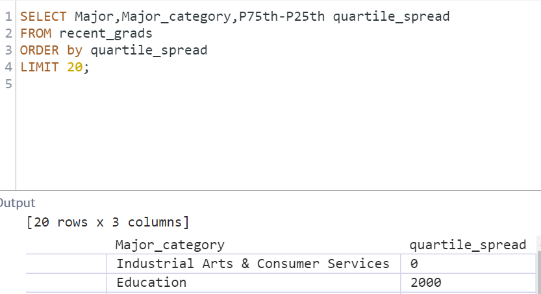 1 SELECT Major,Major_category,P75th-P25th quartile_spread
2 FROM recent_grads
3 ORDER by quartile_spread
4 LIMIT 20;
5
Output
[20 rows x 3 columns]
Major_category quartile_spread
Industrial Arts & Consumer Services 0
Education 2000